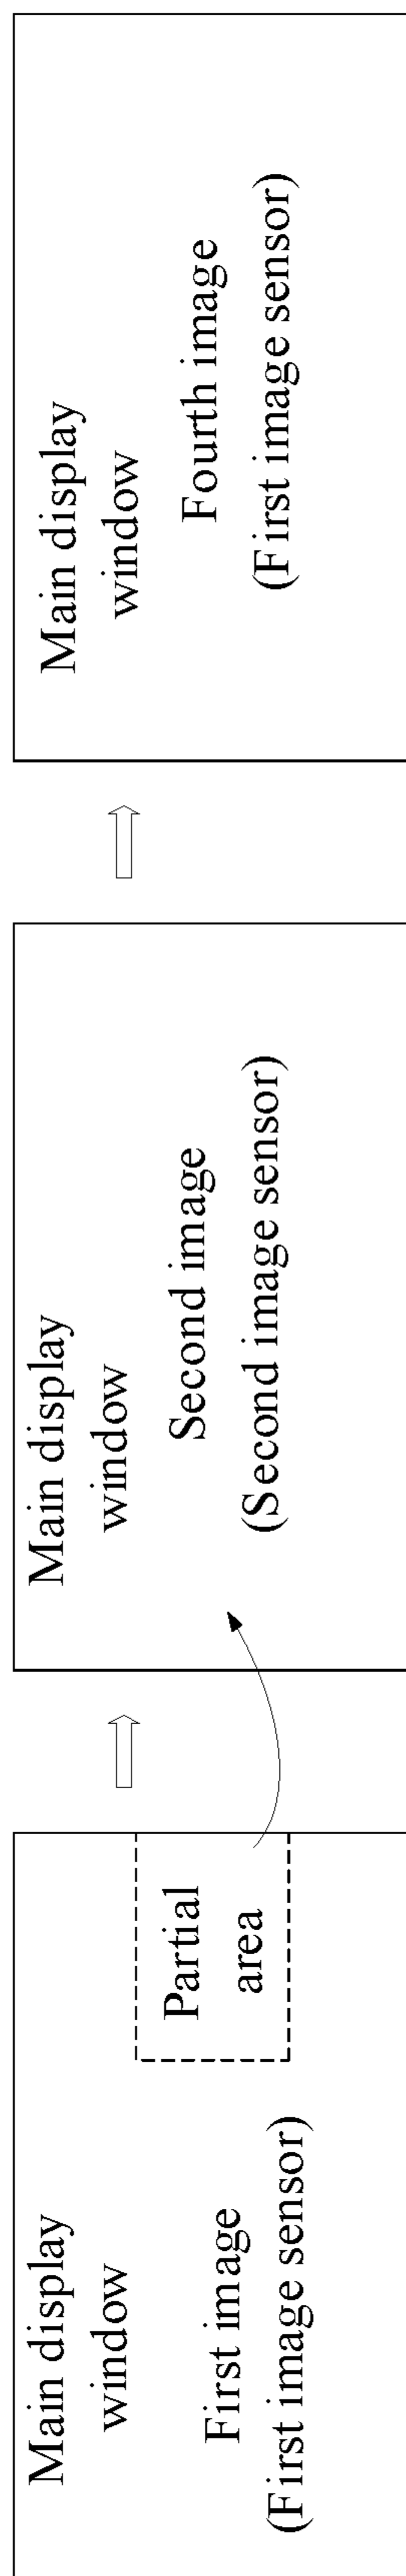 Main display
window
First image
(First image sensor)
Partial
area
Main display
window
Second image
(Second image sensor)
Main display
window
Fourth image
(First image sensor)